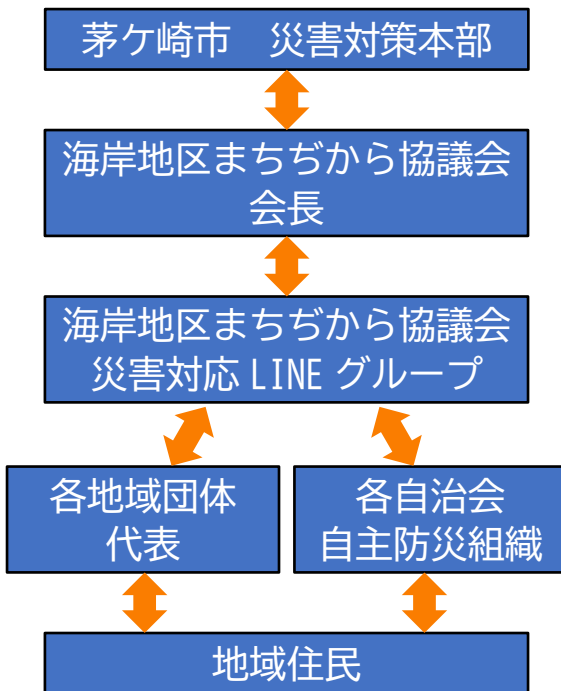 茅ケ崎市　災害対策本部
海岸地区まちぢから協議会
会長
海岸地区まちぢから協議会
災害対応 LINE グループ
各地域団体
代表
各自治会
自主防災組織
地域住民